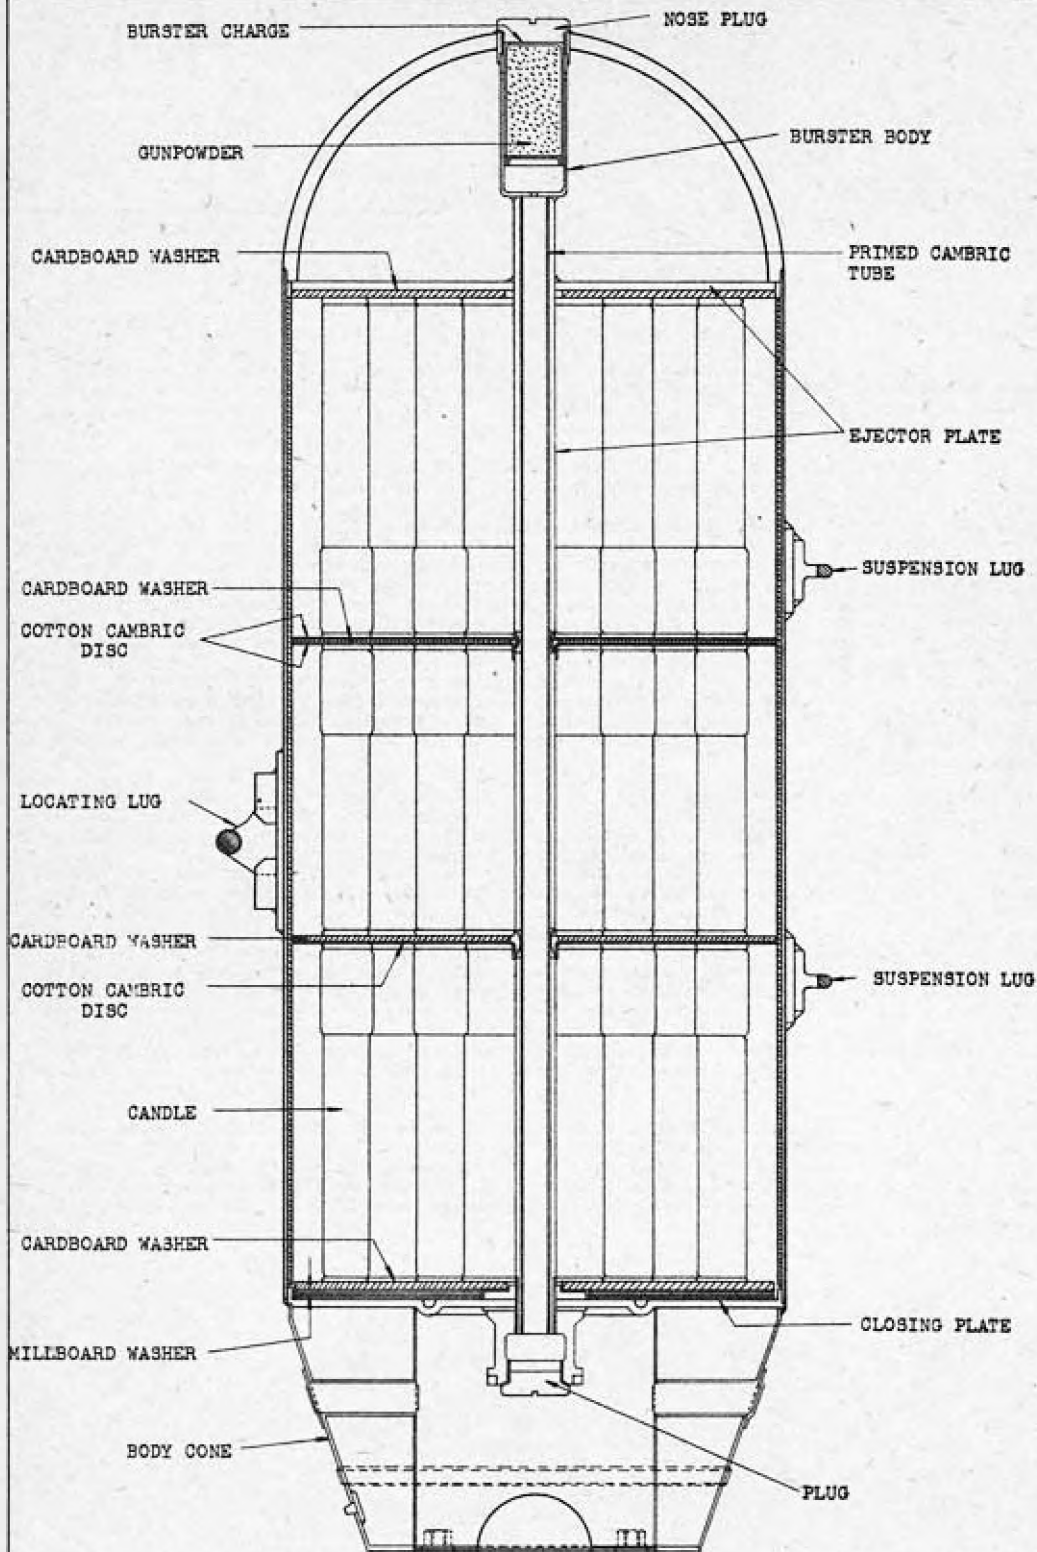 NOSE PLUG
BURSTER CHARGE
BURSTER BODY
GUNPOWDER
CARDBOARD WASHER
PRIMED CAMBRIC
TUBE
EJECTOR PLATE
SUSPENSION LUG
CARDBOARD WASHER
COTTON CAMBRIC
DISC
LOCATING LUG
CARDBOARD WASHER
SUSPENSION LUG
COTTON CAMBRIC
DISC
CANDLE
CARDBOARD WASHER
CLOSING PLATE
MILLBOARD WASHER
BODY CONE
PLUG